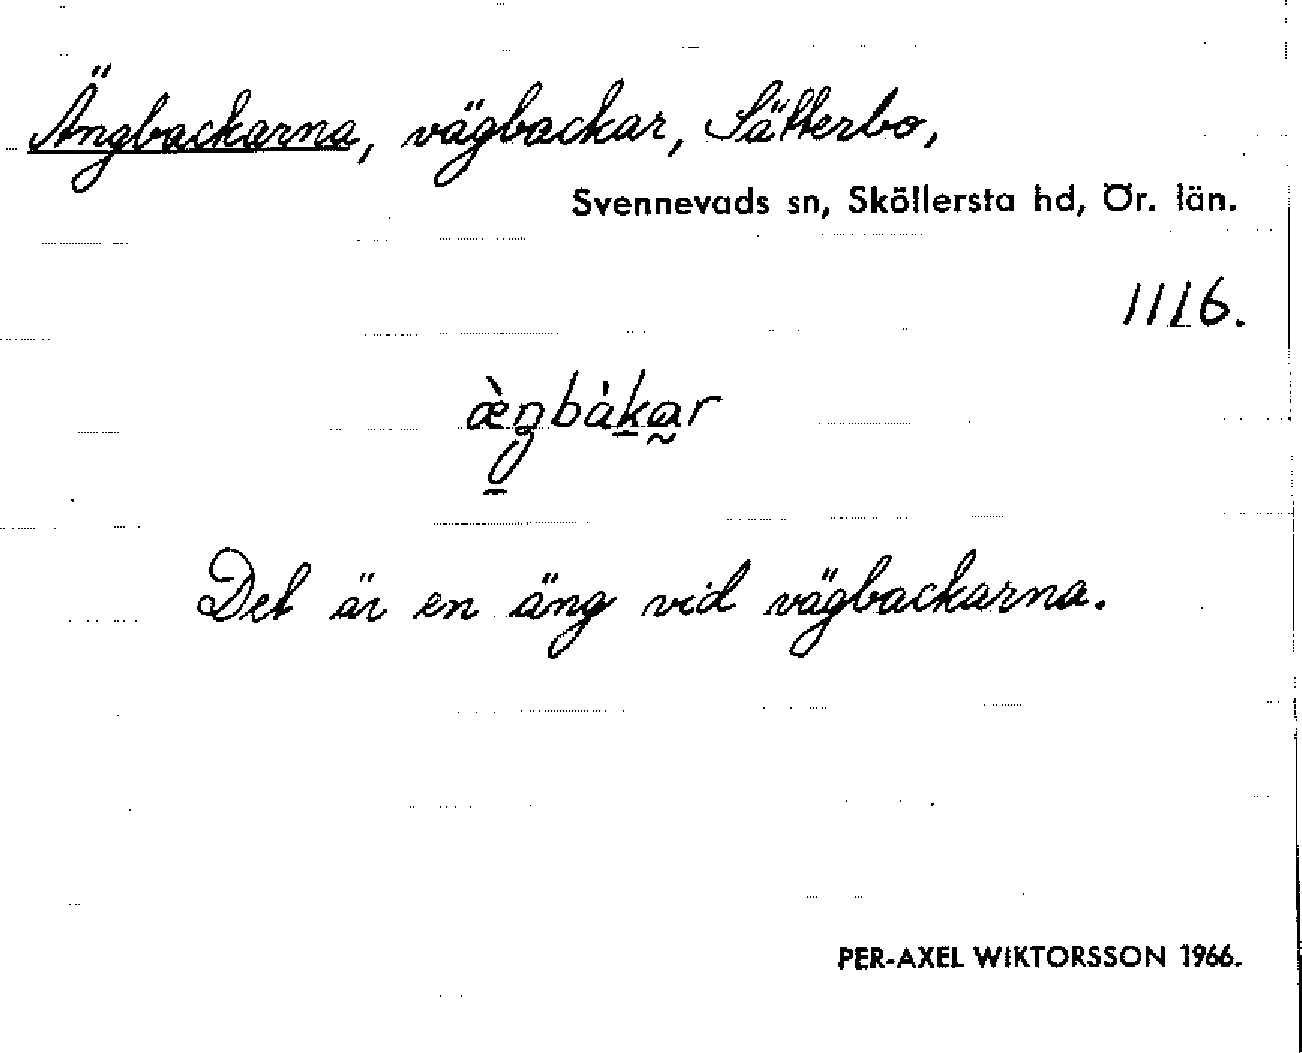 Ängbackarna, vägbackar, Sätterbo,
Svennevads sn, Sköllersta hd, Ör. län.
1116.
æ̀ŋbàkar
Det är en äng vid vägbackarna.
PER-AXEL WIKTORSSON 1966.